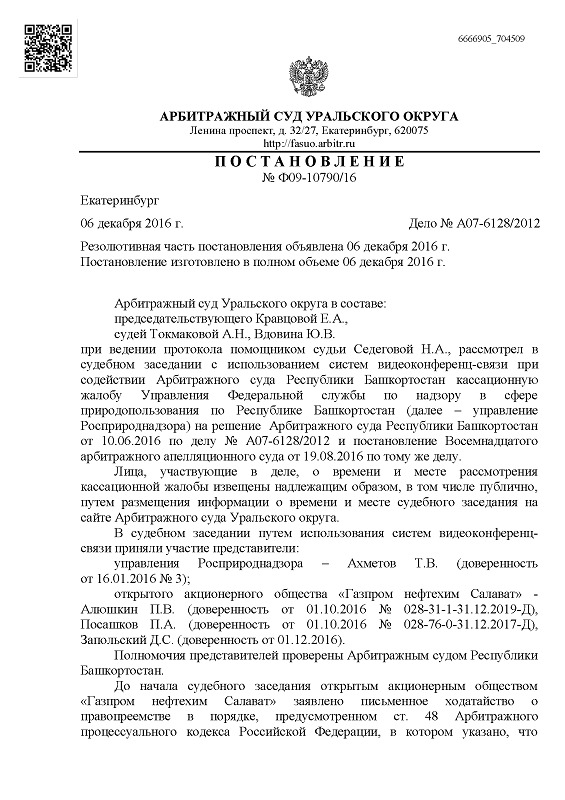 6666905_704509
АРБИТРАЖНЫЙ СУД УРАЛЬСКОГО ОКРУГА
Ленина проспект, д. 32/27, Екатеринбург, 620075
http://fasuo.arbitr.ru
П О С Т А Н О В Л Е Н И Е
№ Ф09-10790/16
Екатеринбург
06 декабря 2016 г. Дело № А07-6128/2012
Резолютивная часть постановления объявлена 06 декабря 2016 г.
Постановление изготовлено в полном объеме 06 декабря 2016 г.
Арбитражный суд Уральского округа в составе:
председательствующего Кравцовой Е.А.,
судей Токмаковой А.Н., Вдовина Ю.В.
при ведении протокола помощником судьи Седеговой Н.А., рассмотрел в
судебном заседании с использованием систем видеоконференц-связи при
содействии Арбитражного суда Республики Башкортостан кассационную
жалобу Управления Федеральной службы по надзору в сфере
природопользования по Республике Башкортостан (далее – управление
Росприроднадзора) на решение Арбитражного суда Республики Башкортостан
от 10.06.2016 по делу № А07-6128/2012 и постановление Восемнадцатого
арбитражного апелляционного суда от 19.08.2016 по тому же делу.
Лица, участвующие в деле, о времени и месте рассмотрения
кассационной жалобы извещены надлежащим образом, в том числе публично,
путем размещения информации о времени и месте судебного заседания на
сайте Арбитражного суда Уральского округа.
В судебном заседании путем использования систем видеоконференц-
связи приняли участие представители:
управления Росприроднадзора – Ахметов Т.В. (доверенность
от 16.01.2016 № 3);
открытого акционерного общества «Газпром нефтехим Салават» -
Алюшкин П.В. (доверенность от 01.10.2016 № 028-31-1-31.12.2019-Д),
Посашков П.А. (доверенность от 01.10.2016 № 028-76-0-31.12.2017-Д),
Запольский Д.С. (доверенность от 01.12.2016).
Полномочия представителей проверены Арбитражным судом Республики
Башкортостан.
До начала судебного заседания открытым акционерным обществом
«Газпром нефтехим Салават» заявлено письменное ходатайство о
правопреемстве в порядке, предусмотренном ст. 48 Арбитражного
процессуального кодекса Российской Федерации, в котором указано, что